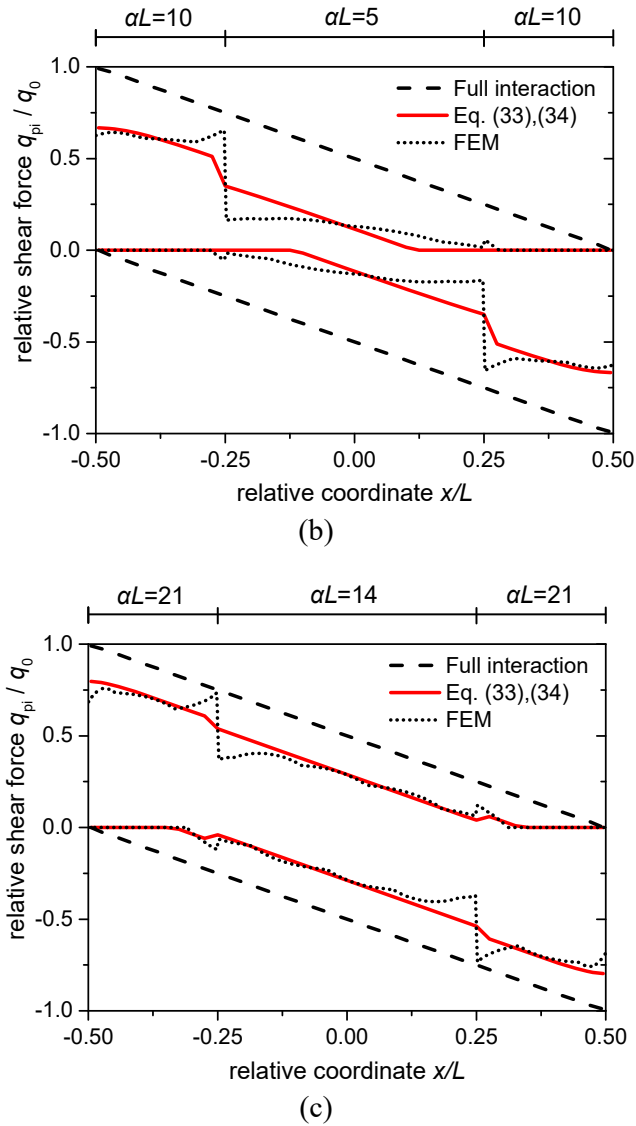 αL=10 αL=5 αL=10
1.0
Full interaction
Eq. (33),(34)
FEM
0.5
0.0
-0.5
-1.0
relative shear force q_pi / q_0
-0.50 -0.25 0.00 0.25 0.50
relative coordinate x/L
(b)
αL=21 αL=14 αL=21
1.0
Full interaction
Eq. (33),(34)
FEM
0.5
0.0
-0.5
-1.0
relative shear force q_pi / q_0
-0.50 -0.25 0.00 0.25 0.50
relative coordinate x/L
(c)